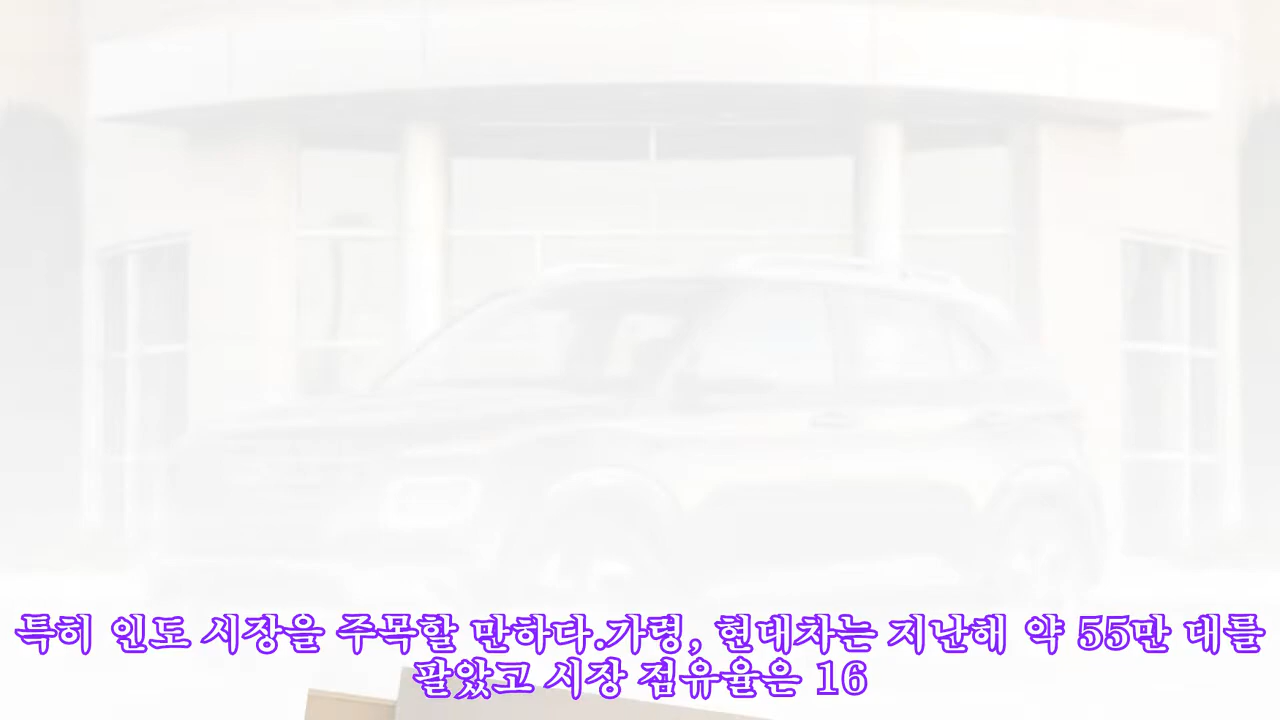 특히 인도 시장을 주목할 만하다.가령, 현대차는 지난해 약 55만 대를
팔았고 시장 점유율은 16